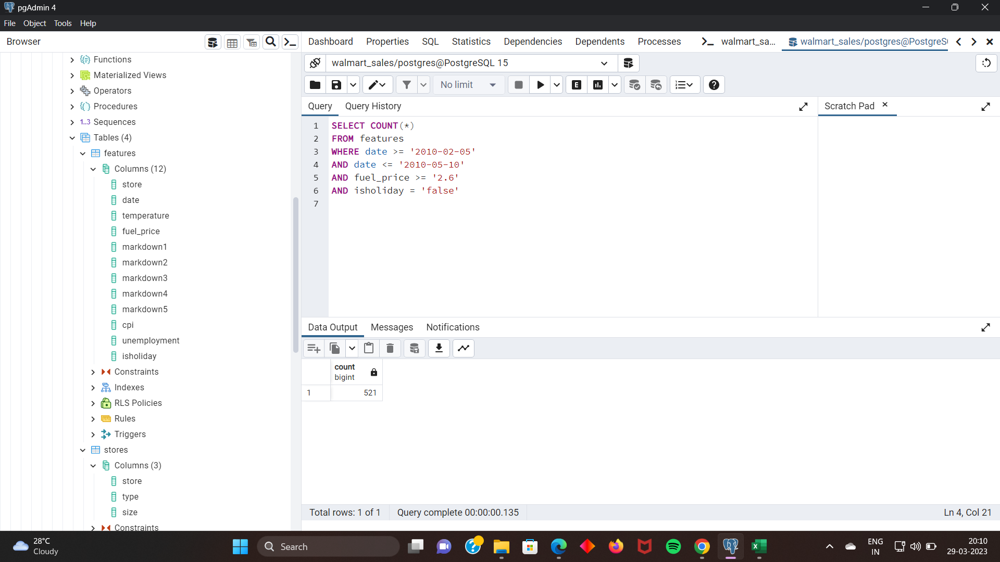 pgAdmin 4
File Object Tools Help
Browser
Dashboard Properties SQL Statistics Dependencies Dependents Processes walmart_sa... walmart_sales/postgres@PostgreS
Functions
Materialized Views
Operators
Procedures
1..3 Sequences
Tables (4)
features
Columns (12)
store
date
temperature
fuel_price
markdown1
markdown2
markdown3
markdown4
markdown5
cpi
unemployment
isholiday
Constraints
Indexes
RLS Policies
Rules
Triggers
stores
Columns (3)
store
type
size
Constraints
walmart_sales/postgres@PostgreSQL 15
No limit
E
Query Query History
Scratch Pad
1 SELECT COUNT(*)
2 FROM features
3 WHERE date >= '2010-02-05'
4 AND date <= '2010-05-10'
5 AND fuel_price >= '2.6'
6 AND isholiday = 'false'
7
Data Output Messages Notifications
count
bigint
1 521
Total rows: 1 of 1 Query complete 00:00:00.135 Ln 4, Col 21
28°C
Cloudy
Search
ENG
IN
20:10
29-03-2023